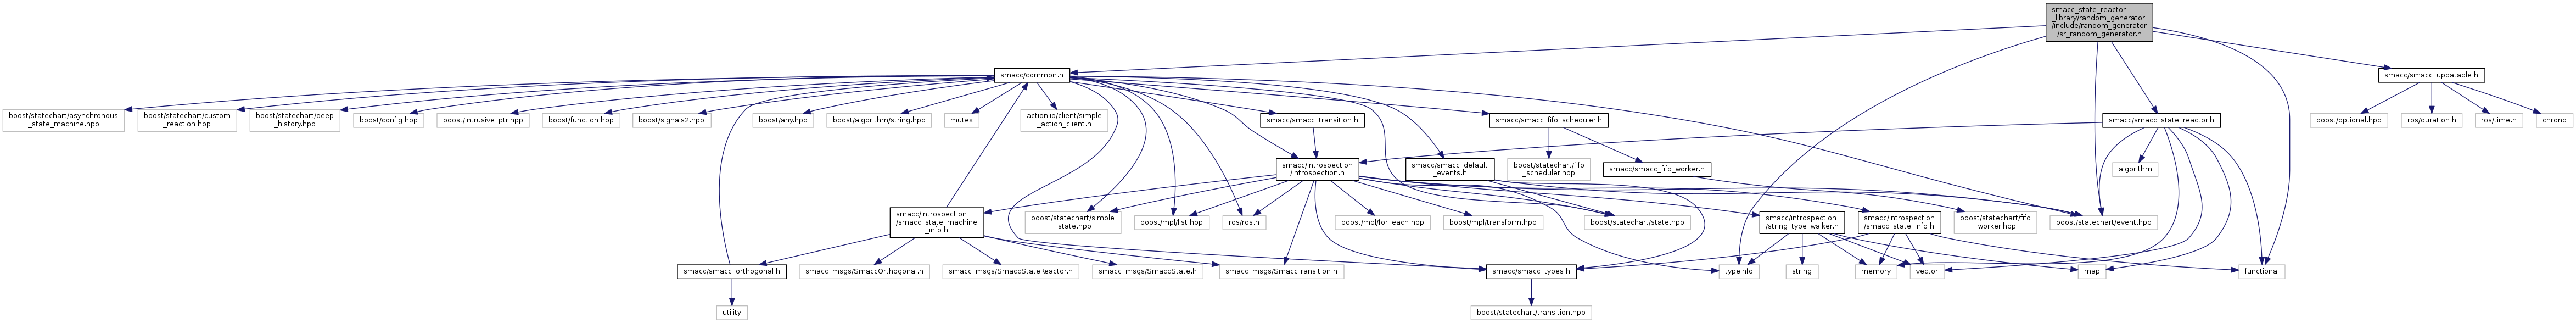 smacc_state_reactor
_library/random_generator
/include/random_generator
/sr_random_generator.h
smacc/common.h
smacc/smacc_updatable.h
boost/statechart/asynchronous
_state_machine.hpp
boost/statechart/custom
_reaction.hpp
boost/statechart/deep
_history.hpp
boost/config.hpp
boost/intrusive_ptr.hpp
boost/function.hpp
boost/signals2.hpp
boost/any.hpp
boost/algorithm/string.hpp
mutex
actionlib/client/simple
_action_client.h
smacc/smacc_transition.h
smacc/smacc_fifo_scheduler.h
smacc/smacc_state_reactor.h
boost/optional.hpp
ros/duration.h
ros/time.h
chrono
smacc/introspection
/introspection.h
smacc/smacc_default
_events.h
boost/statechart/fifo
_scheduler.hpp
smacc/smacc_fifo_worker.h
algorithm
smacc/introspection
/smacc_state_machine
_info.h
boost/statechart/simple
_state.hpp
boost/mpl/list.hpp
ros/ros.h
boost/mpl/for_each.hpp
boost/mpl/transform.hpp
boost/statechart/state.hpp
smacc/introspection
/string_type_walker.h
smacc/introspection
/smacc_state_info.h
boost/statechart/fifo
_worker.hpp
boost/statechart/event.hpp
smacc/smacc_orthogonal.h
smacc_msgs/SmaccOrthogonal.h
smacc_msgs/SmaccStateReactor.h
smacc_msgs/SmaccState.h
smacc_msgs/SmaccTransition.h
smacc/smacc_types.h
typeinfo
string
memory
vector
map
functional
utility
boost/statechart/transition.hpp